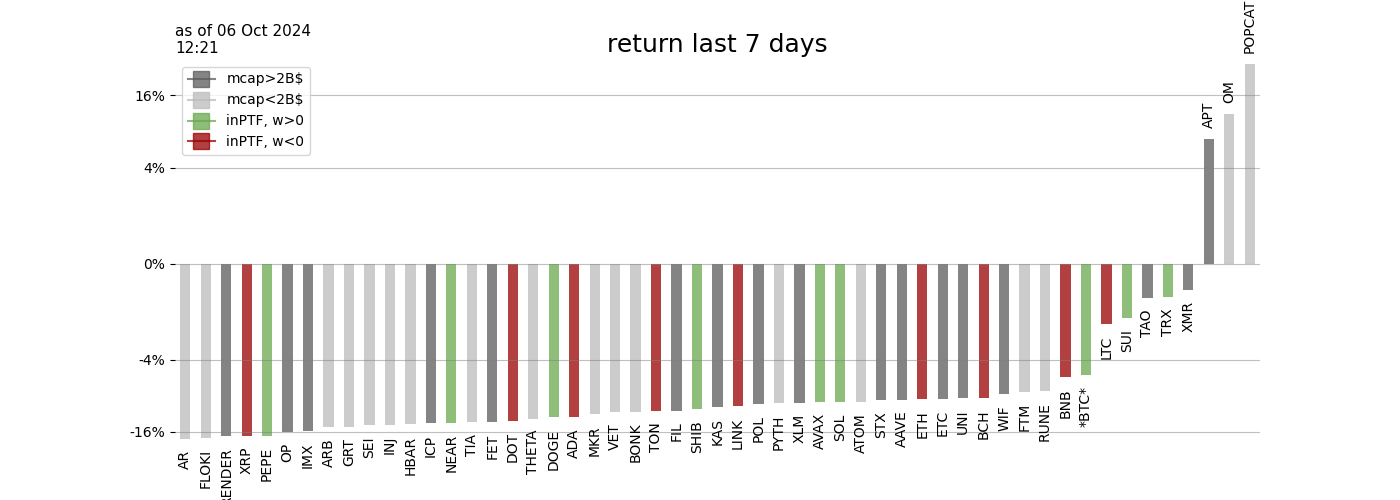 as of 06 Oct 2024
12:21
return last 7 days
mcap>2B$
mcap<2B$
inPTF, w>0
inPTF, w<0
16%
4%
0%
-4%
-16%
AR
FLOKI
RENDER
XRP
PEPE
OP
IMX
ARB
GRT
SEI
INJ
HBAR
ICP
NEAR
TIA
FET
DOT
THETA
DOGE
ADA
MKR
VET
BONK
TON
FIL
SHIB
KAS
LINK
POL
PYTH
XLM
AVAX
SOL
ATOM
STX
AAVE
ETH
ETC
UNI
BCH
WIF
FTM
RUNE
BNB
*BTC*
LTC
SUI
TAO
TRX
XMR
APT
OM
POPCAT